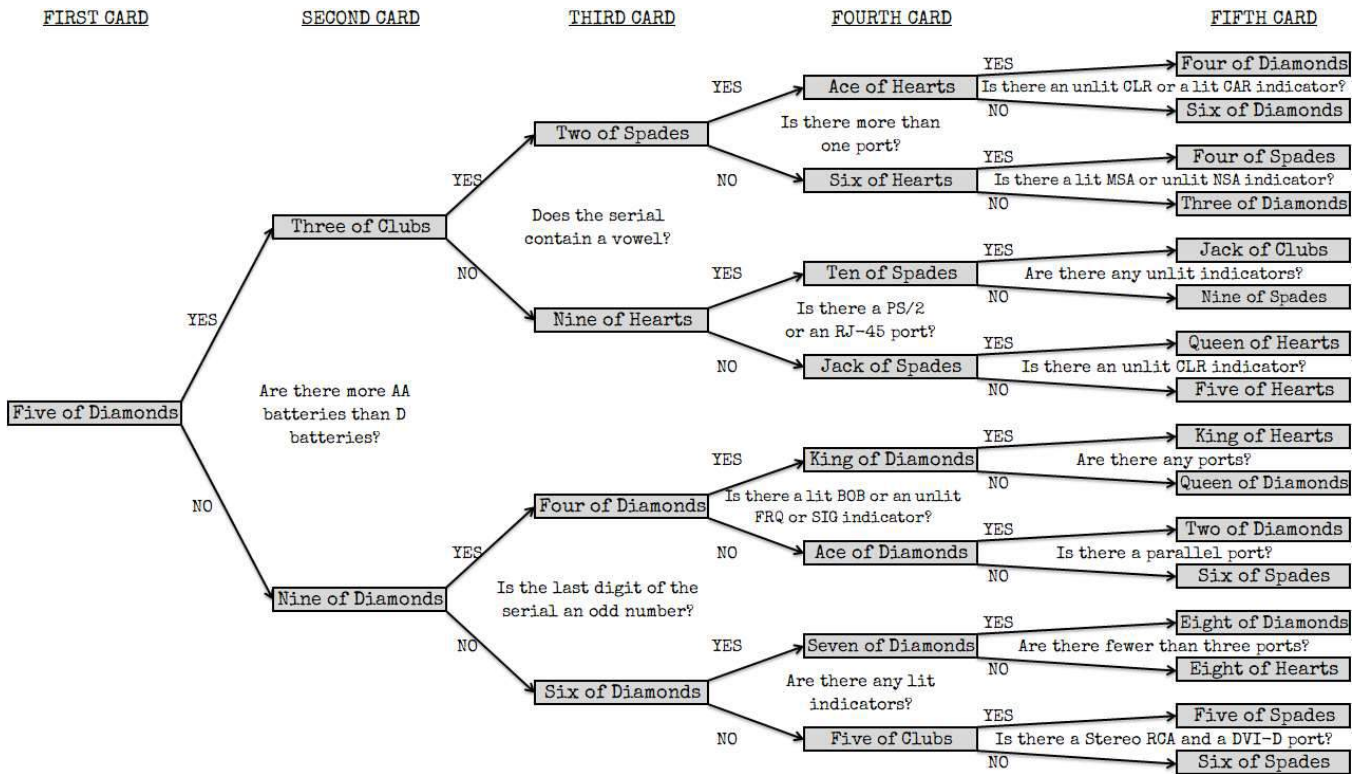 FIRST CARD
SECOND CARD
THIRD CARD
FOURTH CARD
FIFTH CARD
Five of Diamonds
YES
NO
Are there more AA
batteries than D
batteries?
Three of Clubs
YES
NO
Does the serial
contain a vowel?
Nine of Diamonds
YES
NO
Is the last digit of the
serial an odd number?
Two of Spades
YES
NO
Is there more than
one port?
Nine of Hearts
YES
NO
Is there a PS/2
or an RJ-45 port?
Four of Diamonds
YES
NO
Is there a lit BOB or an unlit
FRQ or SIG indicator?
Six of Diamonds
YES
NO
Are there any lit
indicators?
Ace of Hearts
YES
Is there an unlit CLR or a lit CAR indicator?
NO
Four of Diamonds
Six of Diamonds
Six of Hearts
YES
Is there a lit MSA or unlit NSA indicator?
NO
Four of Spades
Three of Diamonds
Ten of Spades
YES
Are there any unlit indicators?
NO
Jack of Clubs
Nine of Spades
Jack of Spades
YES
Is there an unlit CLR indicator?
NO
Queen of Hearts
Five of Hearts
King of Diamonds
YES
Are there any ports?
NO
King of Hearts
Queen of Diamonds
Ace of Diamonds
YES
Is there a parallel port?
NO
Two of Diamonds
Six of Spades
Seven of Diamonds
YES
Are there fewer than three ports?
NO
Eight of Diamonds
Eight of Hearts
Five of Clubs
YES
Is there a Stereo RCA and a DVI-D port?
NO
Five of Spades
Six of Spades